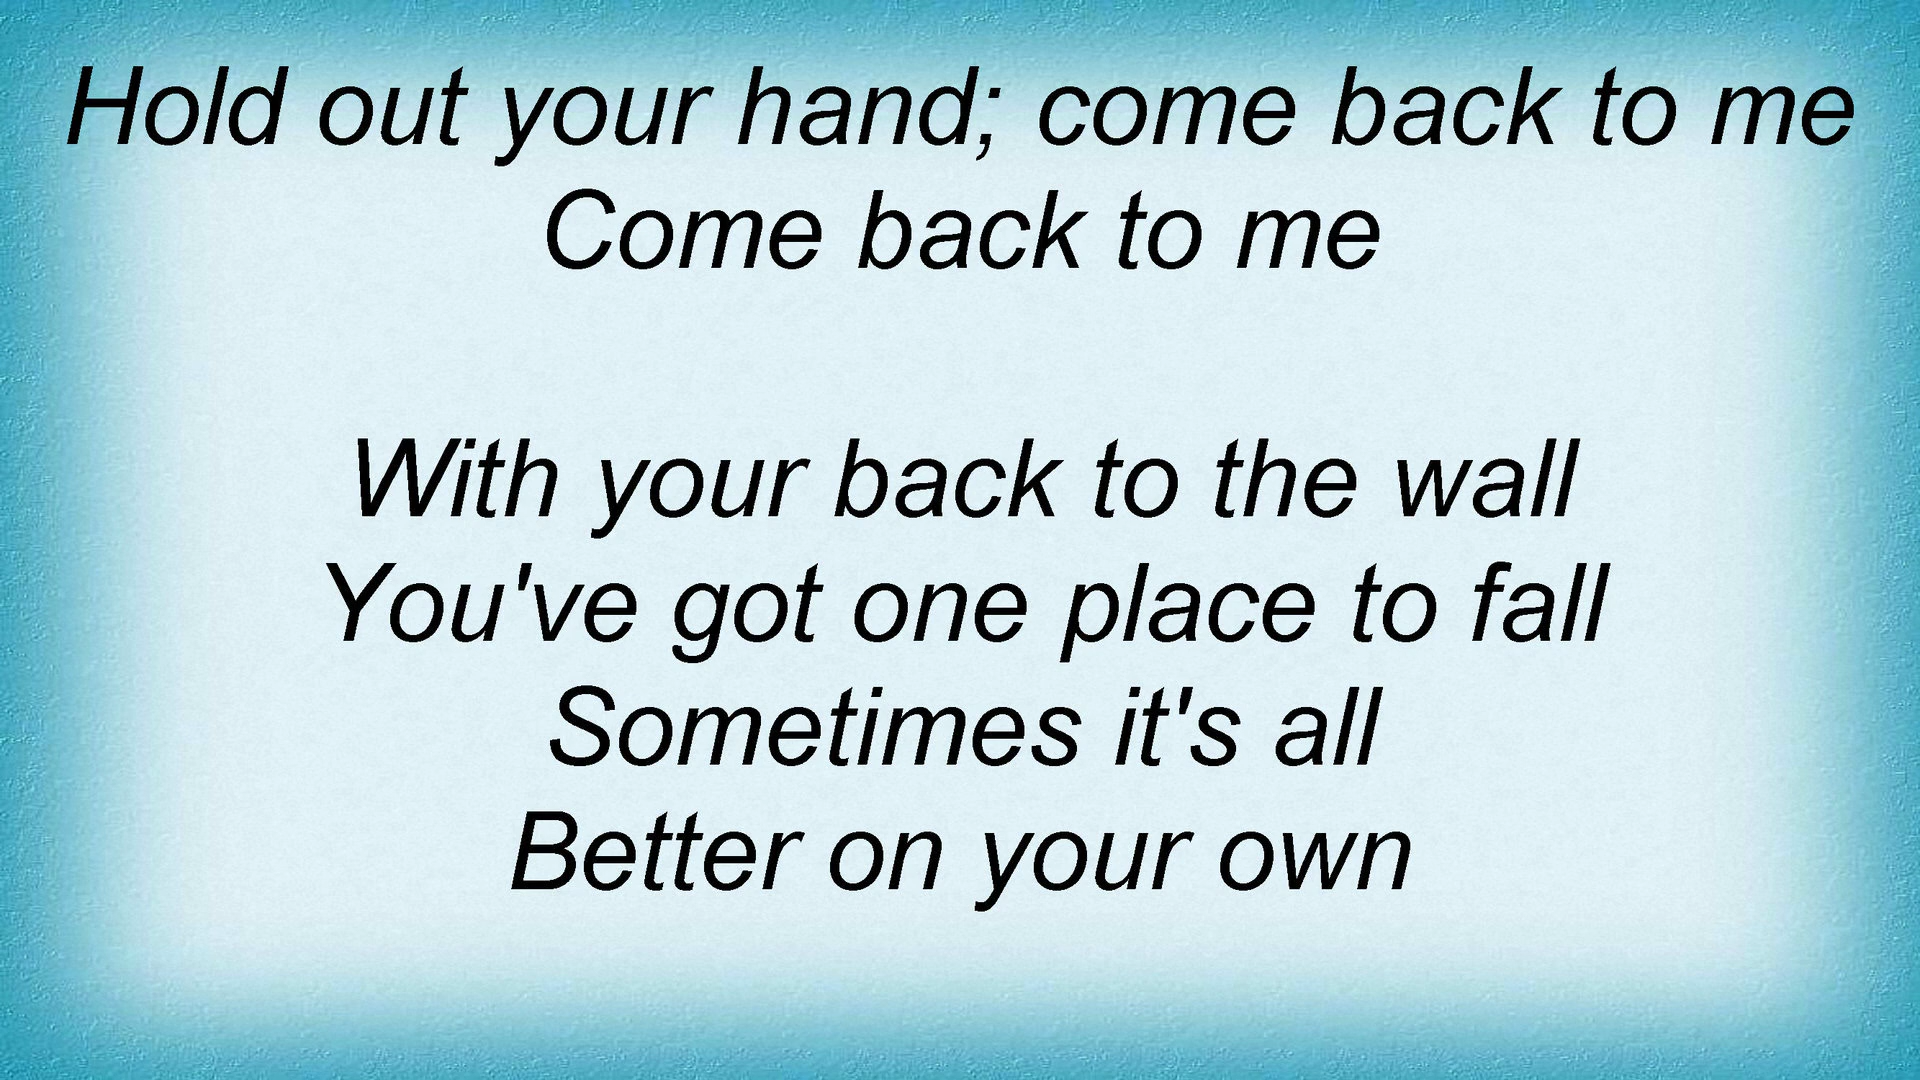 Hold out your hand; come back to me
Come back to me
With your back to the wall
You've got one place to fall
Sometimes it's all
Better on your own